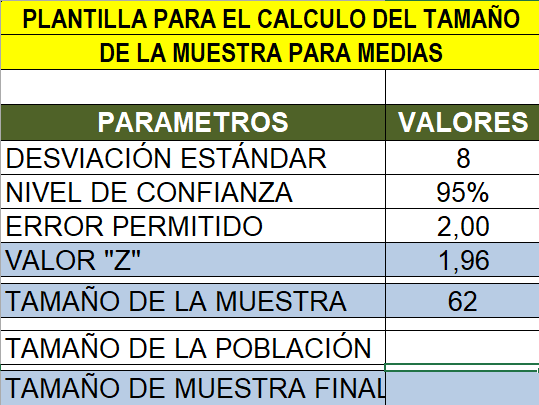 PLANTILLA PARA EL CALCULO DEL TAMAÑO
DE LA MUESTRA PARA MEDIAS
PARAMETROS VALORES
DESVIACIÓN ESTÁNDAR 8
NIVEL DE CONFIANZA 95%
ERROR PERMITIDO 2,00
VALOR "Z" 1,96
TAMAÑO DE LA MUESTRA 62
TAMAÑO DE LA POBLACIÓN
TAMAÑO DE MUESTRA FINAL